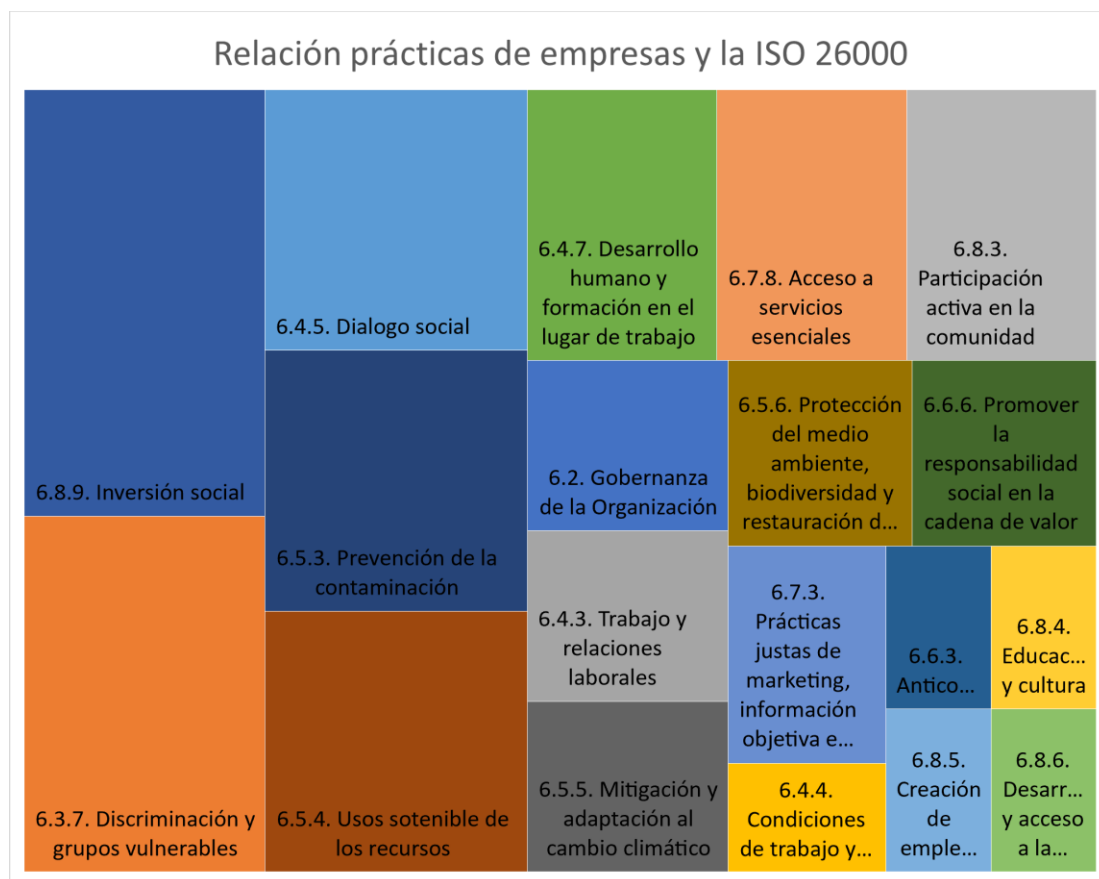 Relación prácticas de empresas y la ISO 26000
6.8.9. Inversión social
6.3.7. Discriminación y
grupos vulnerables
6.4.5. Dialogo social
6.5.3. Prevención de la
contaminación
6.5.4. Usos sotenible de
los recursos
6.4.7. Desarrollo
humano y
formación en el
lugar de trabajo
6.7.8. Acceso a
servicios
esenciales
6.8.3.
Participación
activa en la
comunidad
6.2. Gobernanza
de la Organización
6.4.3. Trabajo y
relaciones
laborales
6.5.5. Mitigación y
adaptación al
cambio climático
6.5.6. Protección
del medio
ambiente,
biodiversidad y
restauración d...
6.6.6. Promover
la
responsabilidad
social en la
cadena de valor
6.7.3.
Prácticas
justas de
marketing,
información
objetiva e...
6.4.4.
Condiciones
de trabajo y...
6.6.3.
Antico...
6.8.4.
Educac...
y cultura
6.8.5.
Creación
de
emple...
6.8.6.
Desarr...
y acceso
a la...